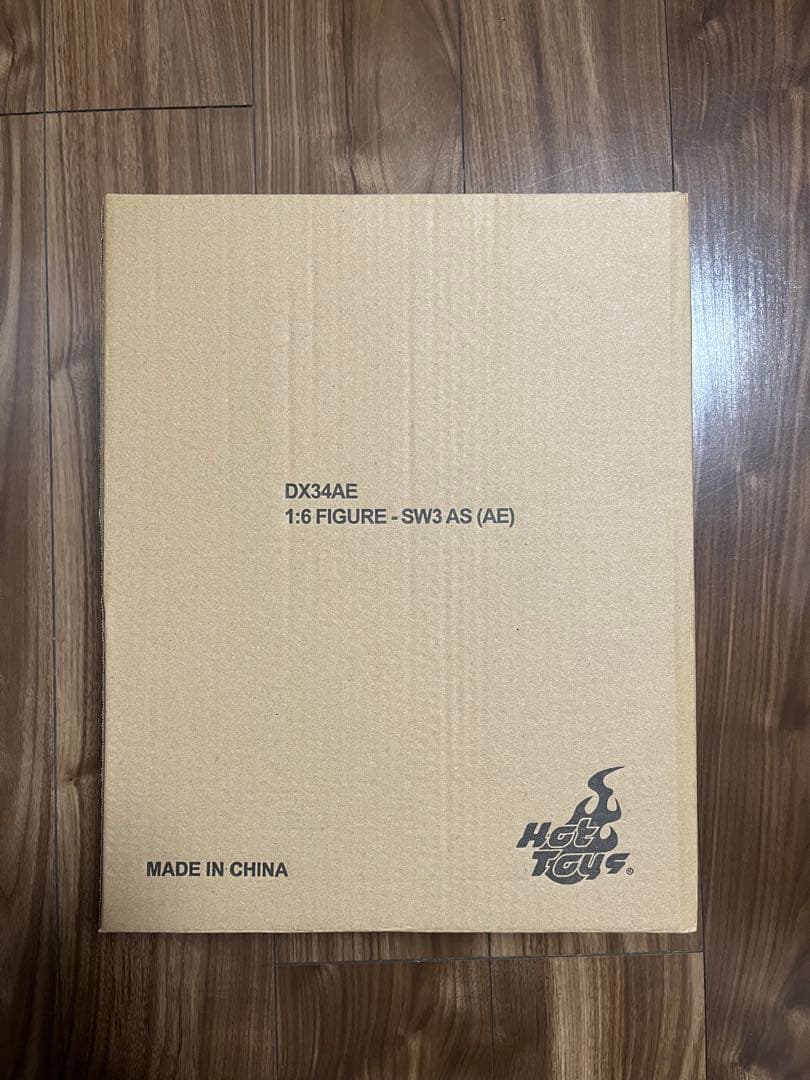 DX34AE
1:6 FIGURE - SW3 AS (AE)
Hot
Toys®
MADE IN CHINA